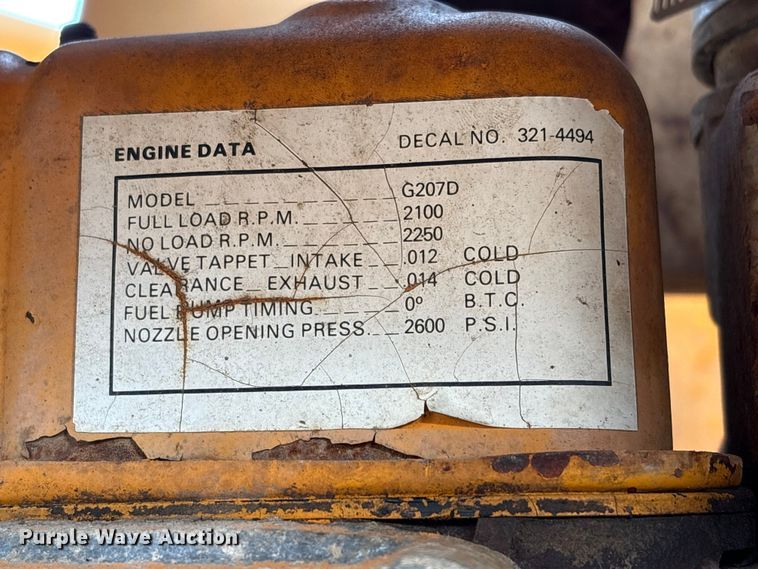 ENGINE DATA DECAL NO. 321-4494
MODEL G207D
FULL LOAD R.P.M. 2100
NO LOAD R.P.M. 2250
VALVE TAPPET INTAKE .012 COLD
CLEARANCE EXHAUST .014 COLD
FUEL PUMP TIMING 0° B.T.C.
NOZZLE OPENING PRESS. 2600 P.S.I.
Purple Wave Auction